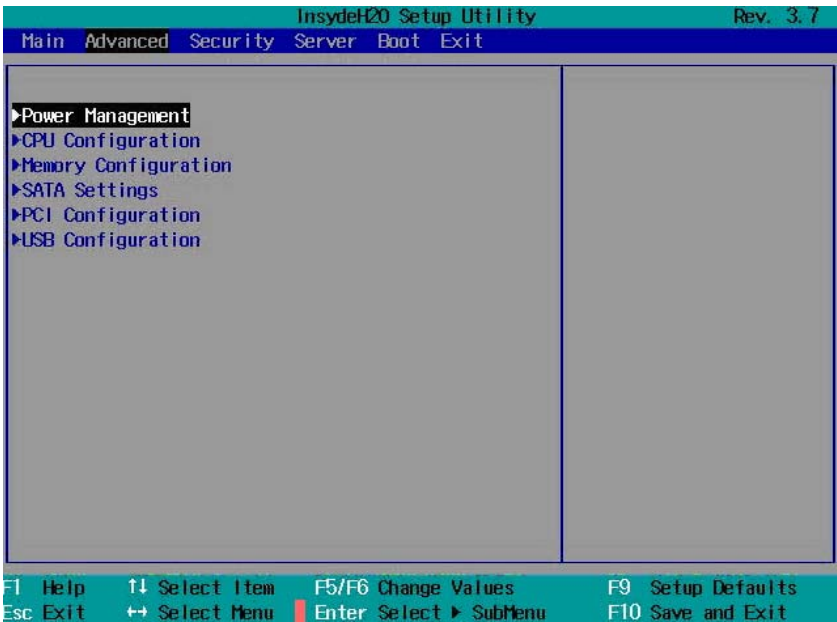 InsydeH20 Setup Utility Rev. 3.7
Main Advanced Security Server Boot Exit
▶Power Management
▶CPU Configuration
▶Memory Configuration
▶SATA Settings
▶PCI Configuration
▶USB Configuration
F1 Help ↑↓ Select Item F5/F6 Change Values F9 Setup Defaults
Esc Exit ↔ Select Menu Enter Select ▶ SubMenu F10 Save and Exit